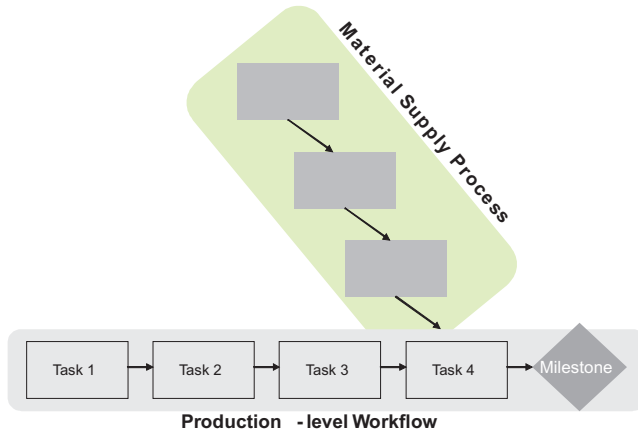 Material Supply Process
Task 1
Task 2
Task 3
Task 4
Milestone
Production - level Workflow